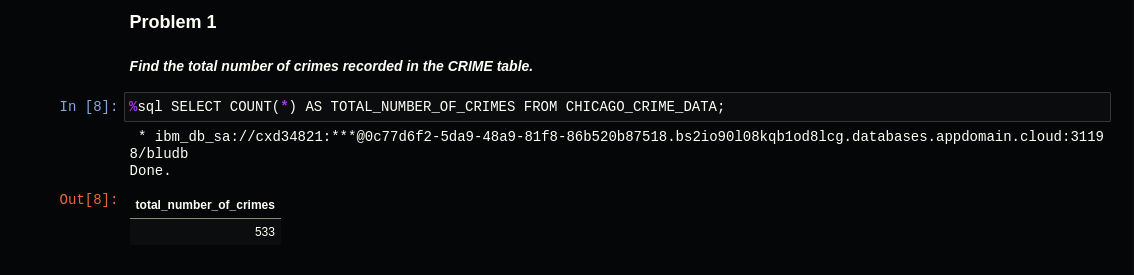 Problem 1
Find the total number of crimes recorded in the CRIME table.
In [8]: %sql SELECT COUNT(*) AS TOTAL_NUMBER_OF_CRIMES FROM CHICAGO_CRIME_DATA;
* ibm_db_sa://cxd34821:***@0c77d6f2-5da9-48a9-81f8-86b520b87518.bs2io90l08kqb1od8lcg.databases.appdomain.cloud:3119
8/bludb
Done.
Out[8]:
total_number_of_crimes
533